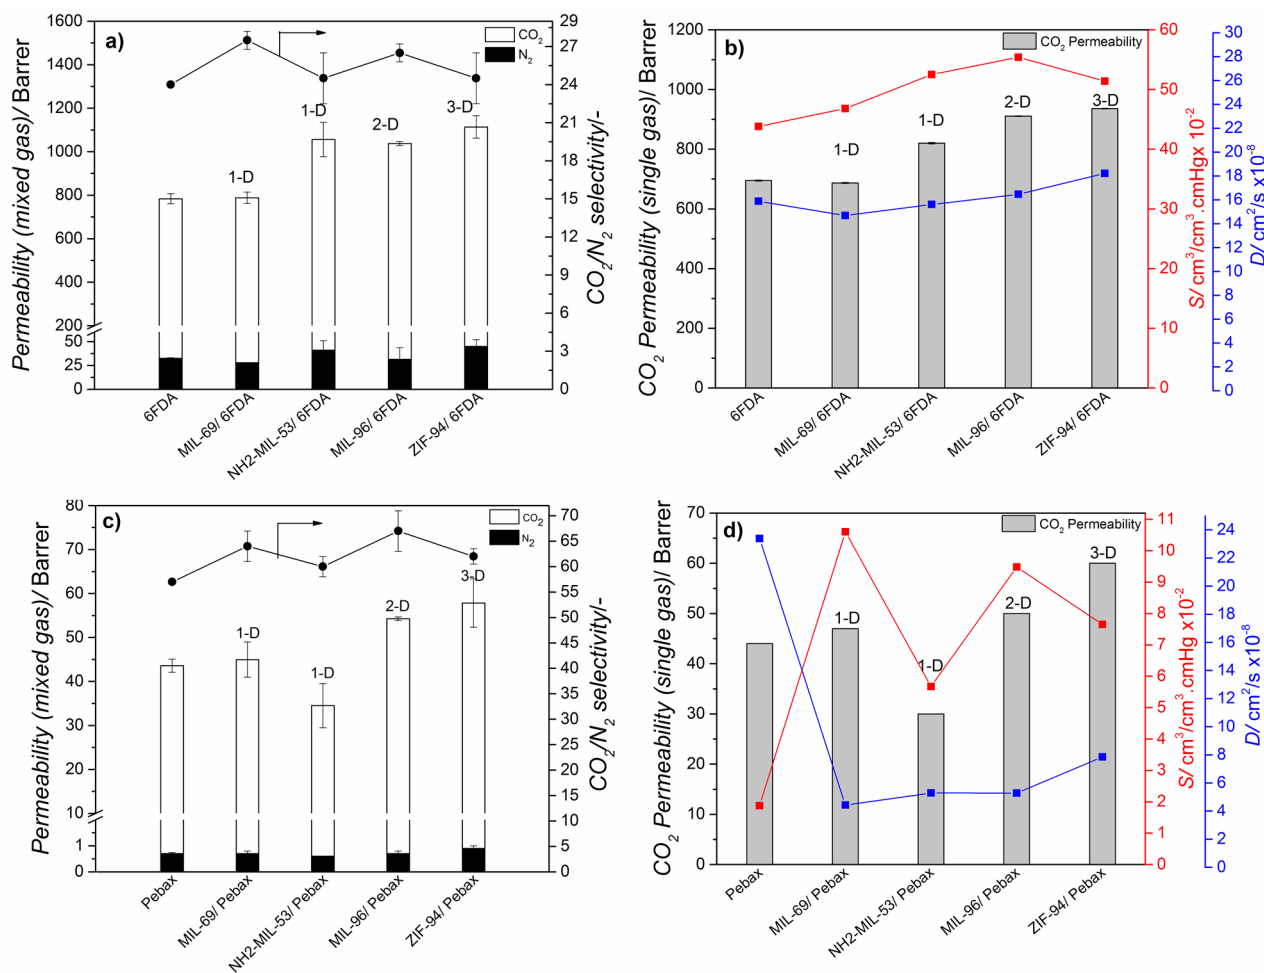 a)
Permeability (mixed gas)/ Barrer
1600
1400
1200
1000
800
600
400
200
50
25
0
CO2
N2
1-D
1-D
2-D
3-D
29
27
24
21
18
15
12
9
6
3
0
CO2/N2 selectivity/-
6FDA
MIL-69/ 6FDA
NH2-MIL-53/ 6FDA
MIL-96/ 6FDA
ZIF-94/ 6FDA
b)
CO2 Permeability (single gas)/ Barrer
1200
1000
800
600
400
200
0
CO2 Permeability
1-D
1-D
2-D
3-D
60
50
40
30
20
10
0
S/ cm3/cm3.cmHgx 10-2
30
28
26
24
22
20
18
16
14
12
10
8
6
4
2
0
D/ cm2/s x10-8
6FDA
MIL-69/ 6FDA
NH2-MIL-53/ 6FDA
MIL-96/ 6FDA
ZIF-94/ 6FDA
c)
Permeability (mixed gas)/ Barrer
80
70
60
50
40
30
20
10
1
0
CO2
N2
1-D
1-D
2-D
3-D
70
65
60
55
50
45
40
35
30
25
20
15
10
5
0
CO2/N2 selectivity/-
Pebax
MIL-69/ Pebax
NH2-MIL-53/ Pebax
MIL-96/ Pebax
ZIF-94/ Pebax
d)
CO2 Permeability (single gas)/ Barrer
70
60
50
40
30
20
10
0
CO2 Permeability
1-D
1-D
2-D
3-D
11
10
9
8
7
6
5
4
3
2
1
0
S/ cm3/cm3.cmHg x10-2
24
22
20
18
16
14
12
10
8
6
4
2
0
D/ cm2/s x10-8
Pebax
MIL-69/ Pebax
NH2-MIL-53/ Pebax
MIL-96/ Pebax
ZIF-94/ Pebax